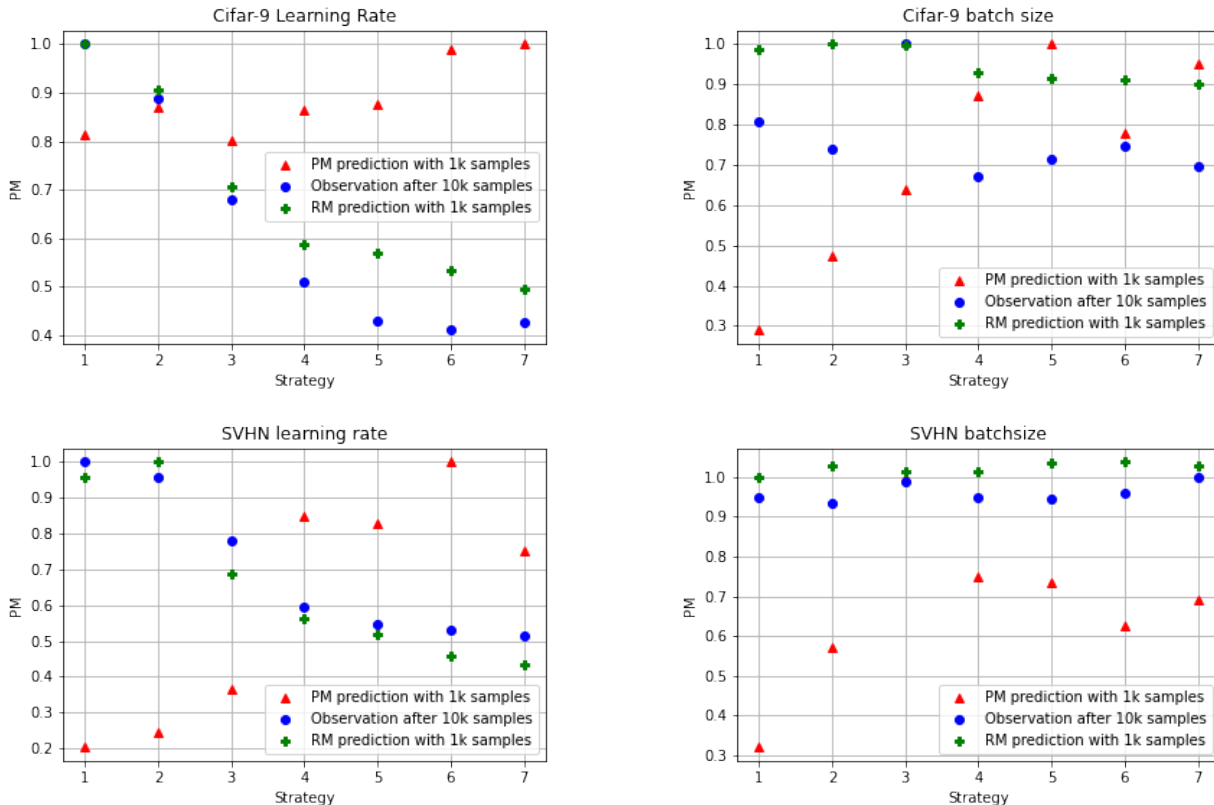 Cifar-9 Learning Rate
1.0
0.9
0.8
0.7
0.6
0.5
0.4
PM
PM prediction with 1k samples
Observation after 10k samples
RM prediction with 1k samples
1 2 3 4 5 6 7
Strategy
Cifar-9 batch size
1.0
0.9
0.8
0.7
0.6
0.5
0.4
0.3
PM
PM prediction with 1k samples
Observation after 10k samples
RM prediction with 1k samples
1 2 3 4 5 6 7
Strategy
SVHN learning rate
1.0
0.9
0.8
0.7
0.6
0.5
0.4
0.3
0.2
PM
PM prediction with 1k samples
Observation after 10k samples
RM prediction with 1k samples
1 2 3 4 5 6 7
Strategy
SVHN batchsize
1.0
0.9
0.8
0.7
0.6
0.5
0.4
0.3
PM
PM prediction with 1k samples
Observation after 10k samples
RM prediction with 1k samples
1 2 3 4 5 6 7
Strategy